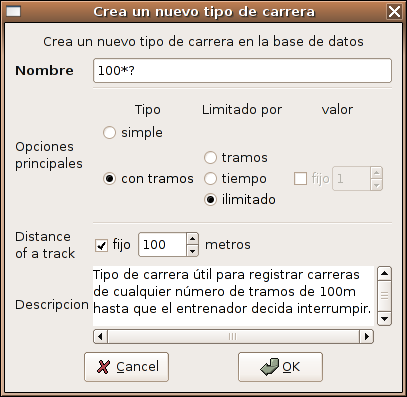 Crea un nuevo tipo de carrera
Crea un nuevo tipo de carrera en la base de datos
Nombre 100*?
Tipo Limitado por valor
simple
Opciones principales
tramos
con tramos tiempo fijo 1
ilimitado
Distance of a track
fijo 100 metros
Descripcion
Tipo de carrera útil para registrar carreras
de cualquier número de tramos de 100m
hasta que el entrenador decida interrumpir.
Cancel OK